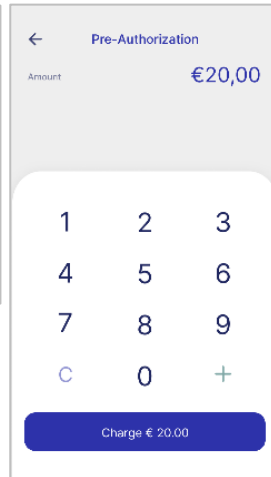 ← Pre-Authorization
Amount €20,00
1 2 3
4 5 6
7 8 9
C 0 +
Charge € 20.00